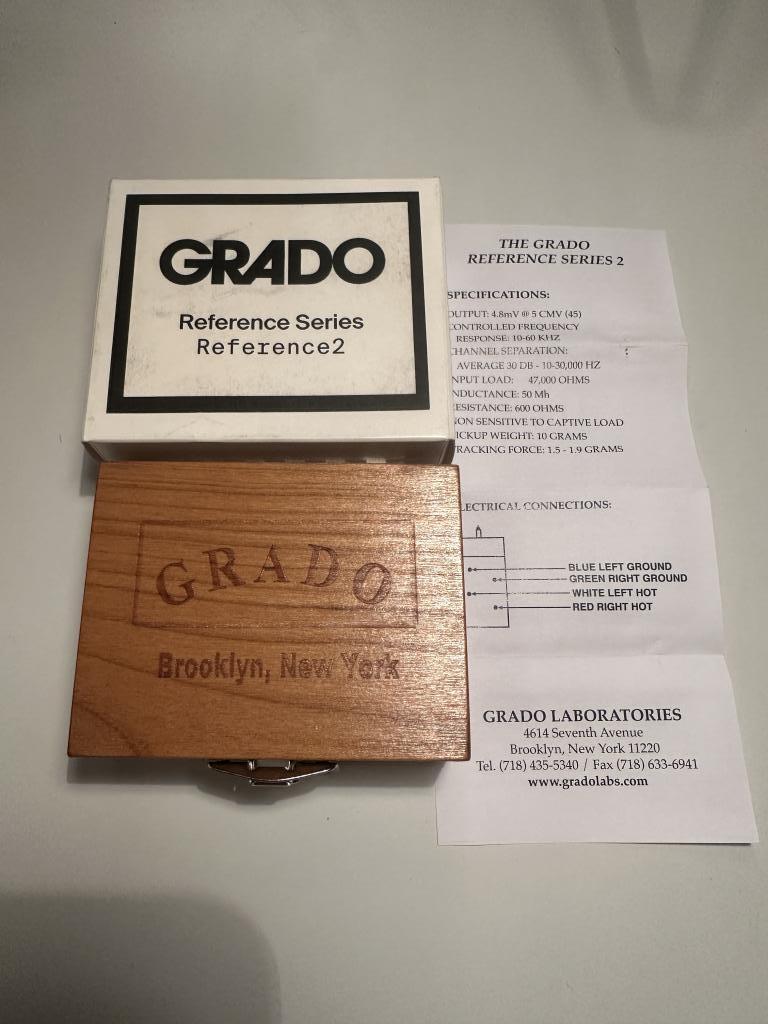 GRADO
Reference Series
Reference2
GRADO
Brooklyn, New York
THE GRADO
REFERENCE SERIES 2
SPECIFICATIONS:
OUTPUT: 4.8mV @ 5 CMV (45)
CONTROLLED FREQUENCY
RESPONSE: 10-60 KHZ
CHANNEL SEPARATION:
AVERAGE 30 DB - 10-30,000 HZ
NPUT LOAD: 47,000 OHMS
NDUCTANCE: 50 Mh
ESISTANCE: 600 OHMS
NON SENSITIVE TO CAPTIVE LOAD
ICKUP WEIGHT: 10 GRAMS
RACKING FORCE: 1.5 - 1.9 GRAMS
LECTRICAL CONNECTIONS:
BLUE LEFT GROUND
GREEN RIGHT GROUND
WHITE LEFT HOT
RED RIGHT HOT
GRADO LABORATORIES
4614 Seventh Avenue
Brooklyn, New York 11220
Tel. (718) 435-5340 / Fax (718) 633-6941
www.gradolabs.com